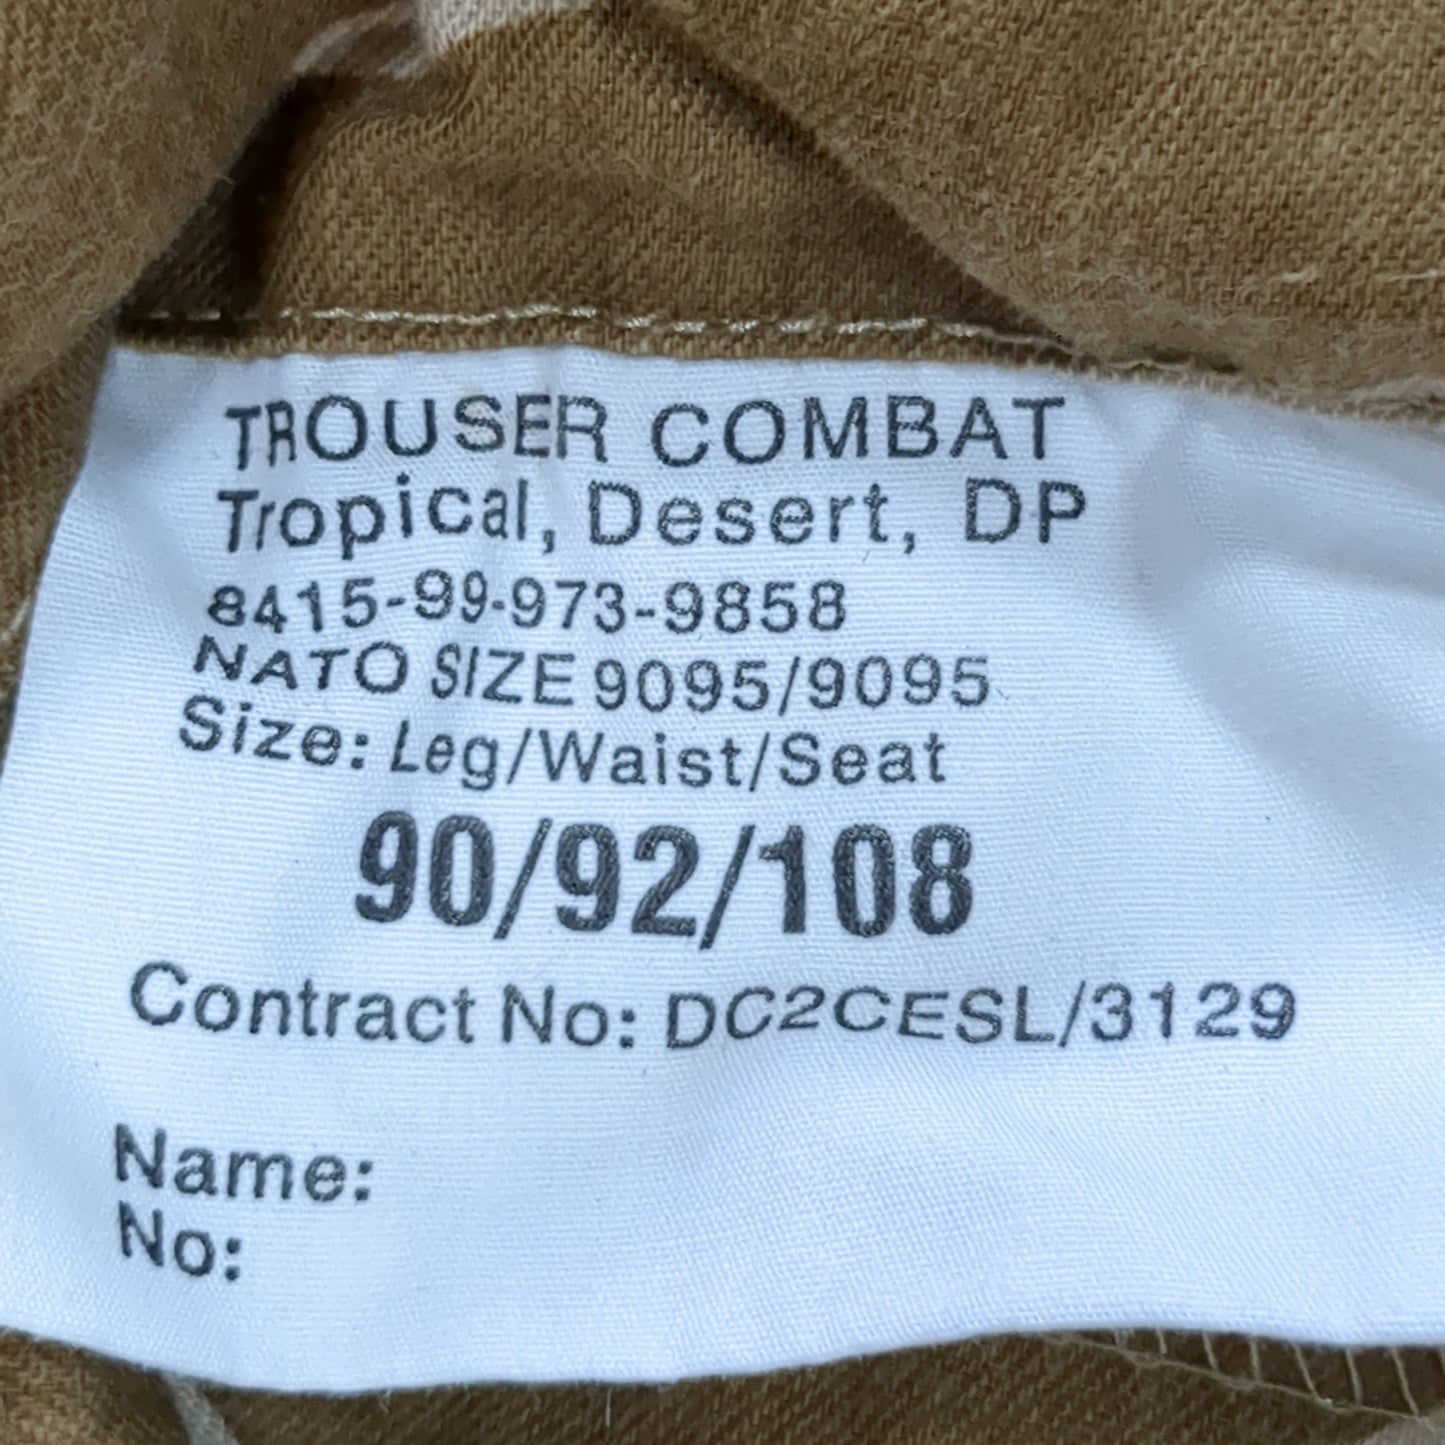 TROUSER COMBAT
Tropical, Desert, DP
8415-99-973-9858
NATO SIZE 9095/9095
Size: Leg/Waist/Seat
90/92/108
Contract No: DC2CESL/3129
Name:
No: